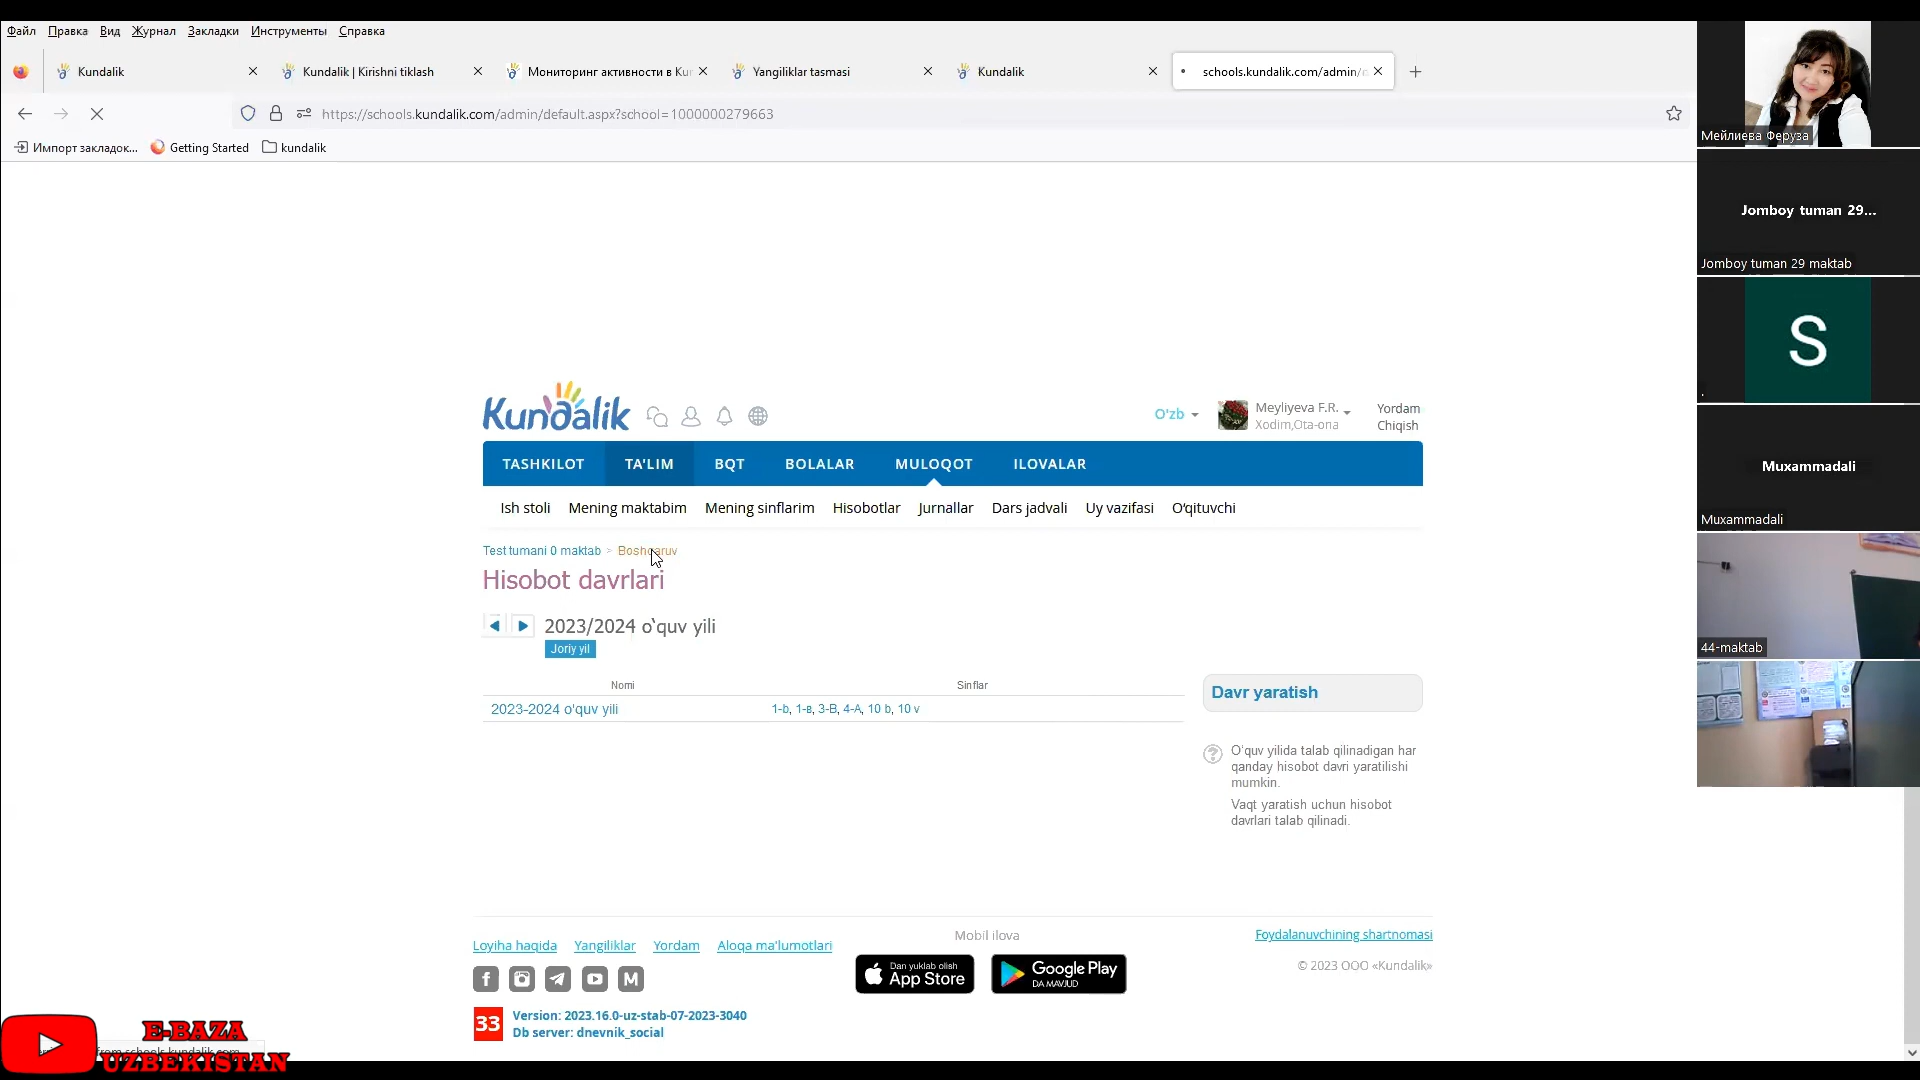 Файл Правка Вид Журнал Закладки Инструменты Справка
Kundalik
Kundalik | Kirishni tiklash
Мониторинг активности в Kun
Yangiliklar tasmasi
Kundalik
schools.kundalik.com/admin/d
https://schools.kundalik.com/admin/default.aspx?school=1000000279663
Импорт закладок...
Getting Started
kundalik
Мейлиева Феруза
Jomboy tuman 29...
Jomboy tuman 29 maktab
S
.
Muxammadali
Muxammadali
44-maktab
Kundalik
O'zb
Meyliyeva F.R.
Xodim,Ota-ona
Yordam
Chiqish
TASHKILOT TA'LIM BQT BOLALAR MULOQOT ILOVALAR
Ish stoli Mening maktabim Mening sinflarim Hisobotlar Jurnallar Dars jadvali Uy vazifasi O‘qituvchi
Test tumani 0 maktab > Boshqaruv
Hisobot davrlari
2023/2024 o‘quv yili
Joriy yil
Nomi Sinflar
2023-2024 o'quv yili 1-b, 1-в, 3-B, 4-A, 10 b, 10 v
Davr yaratish
O‘quv yilida talab qilinadigan har
qanday hisobot davri yaratilishi
mumkin.
Vaqt yaratish uchun hisobot
davrlari talab qilinadi.
Loyiha haqida Yangiliklar Yordam Aloqa ma'lumotlari
Mobil ilova
Dan yuklab olish
App Store
Google Play
DA MAVJUD
Foydalanuvchining shartnomasi
© 2023 ООО «Kundalik»
33
Version: 2023.16.0-uz-stab-07-2023-3040
Db server: dnevnik_social
E-BAZA
UZBEKISTAN
from schools.kundalik.com